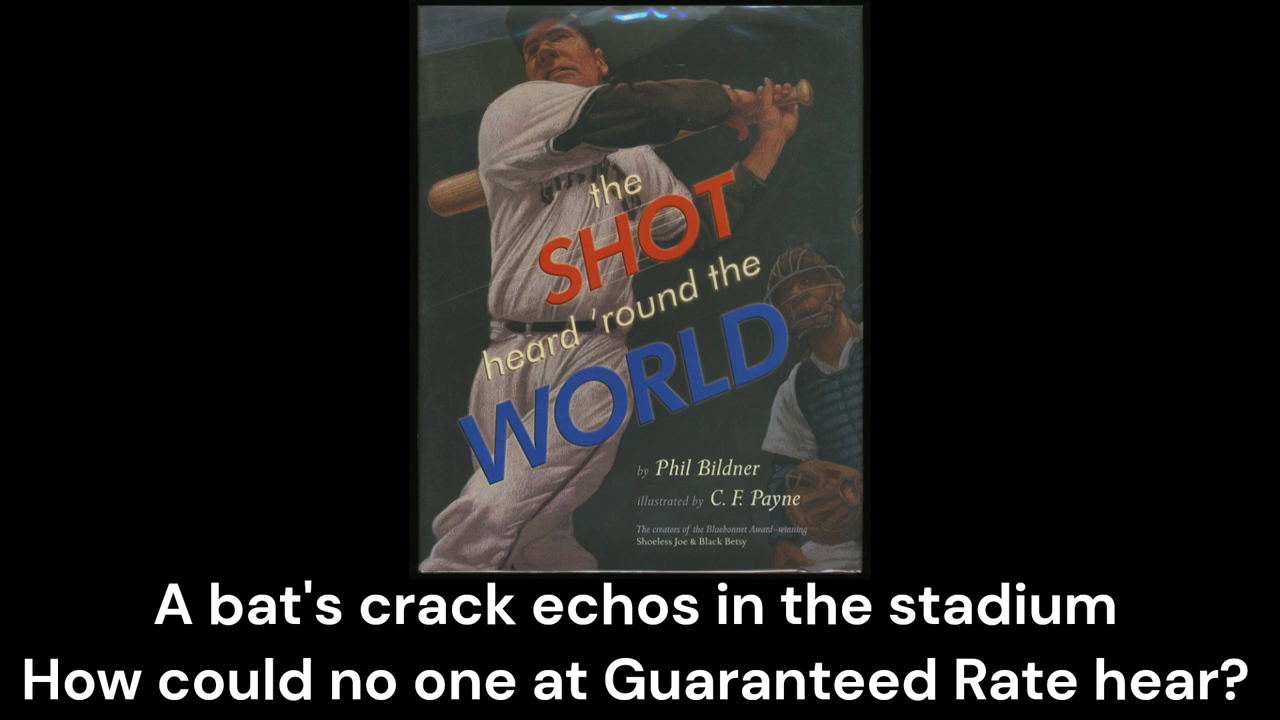 the
SHOT
heard 'round the
WORLD
by Phil Bildner
illustrated by C. F. Payne
The creators of the Bluebonnet Award-winning
Shoeless Joe & Black Betsy
A bat's crack echos in the stadium
How could no one at Guaranteed Rate hear?